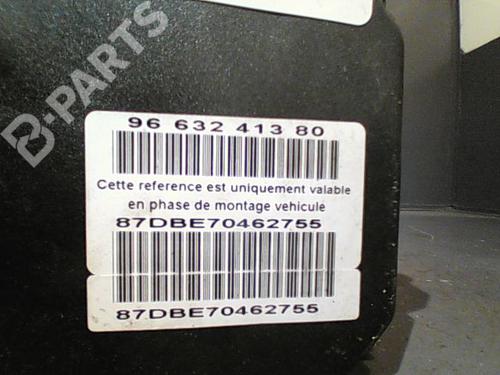 B-PARTS
96 632 413 80
Cette reference est uniquement valable
en phase de montage vehicule
87DBE70462755
87DBE70462755